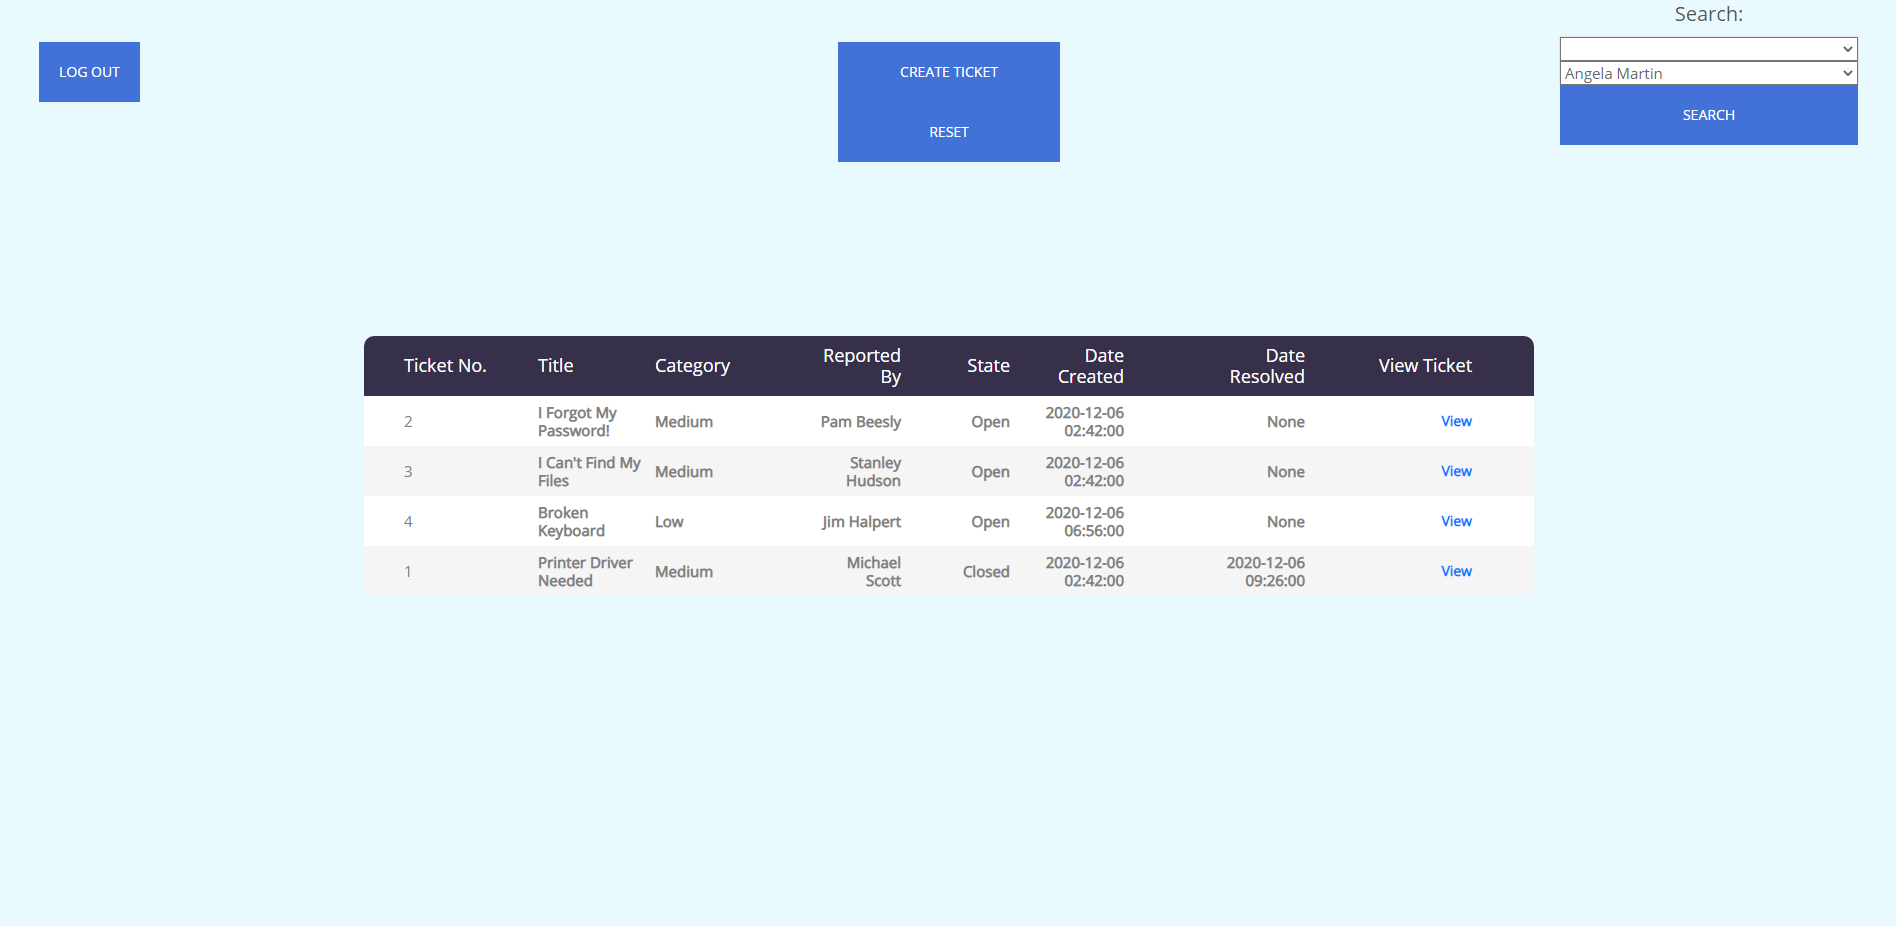 Search:
LOG OUT
CREATE TICKET
RESET
Angela Martin
SEARCH
Ticket No. Title Category Reported By State Date Created Date Resolved View Ticket
2 I Forgot My Password! Medium Pam Beesly Open 2020-12-06 02:42:00 None View
3 I Can't Find My Files Medium Stanley Hudson Open 2020-12-06 02:42:00 None View
4 Broken Keyboard Low Jim Halpert Open 2020-12-06 06:56:00 None View
1 Printer Driver Needed Medium Michael Scott Closed 2020-12-06 02:42:00 2020-12-06 09:26:00 View